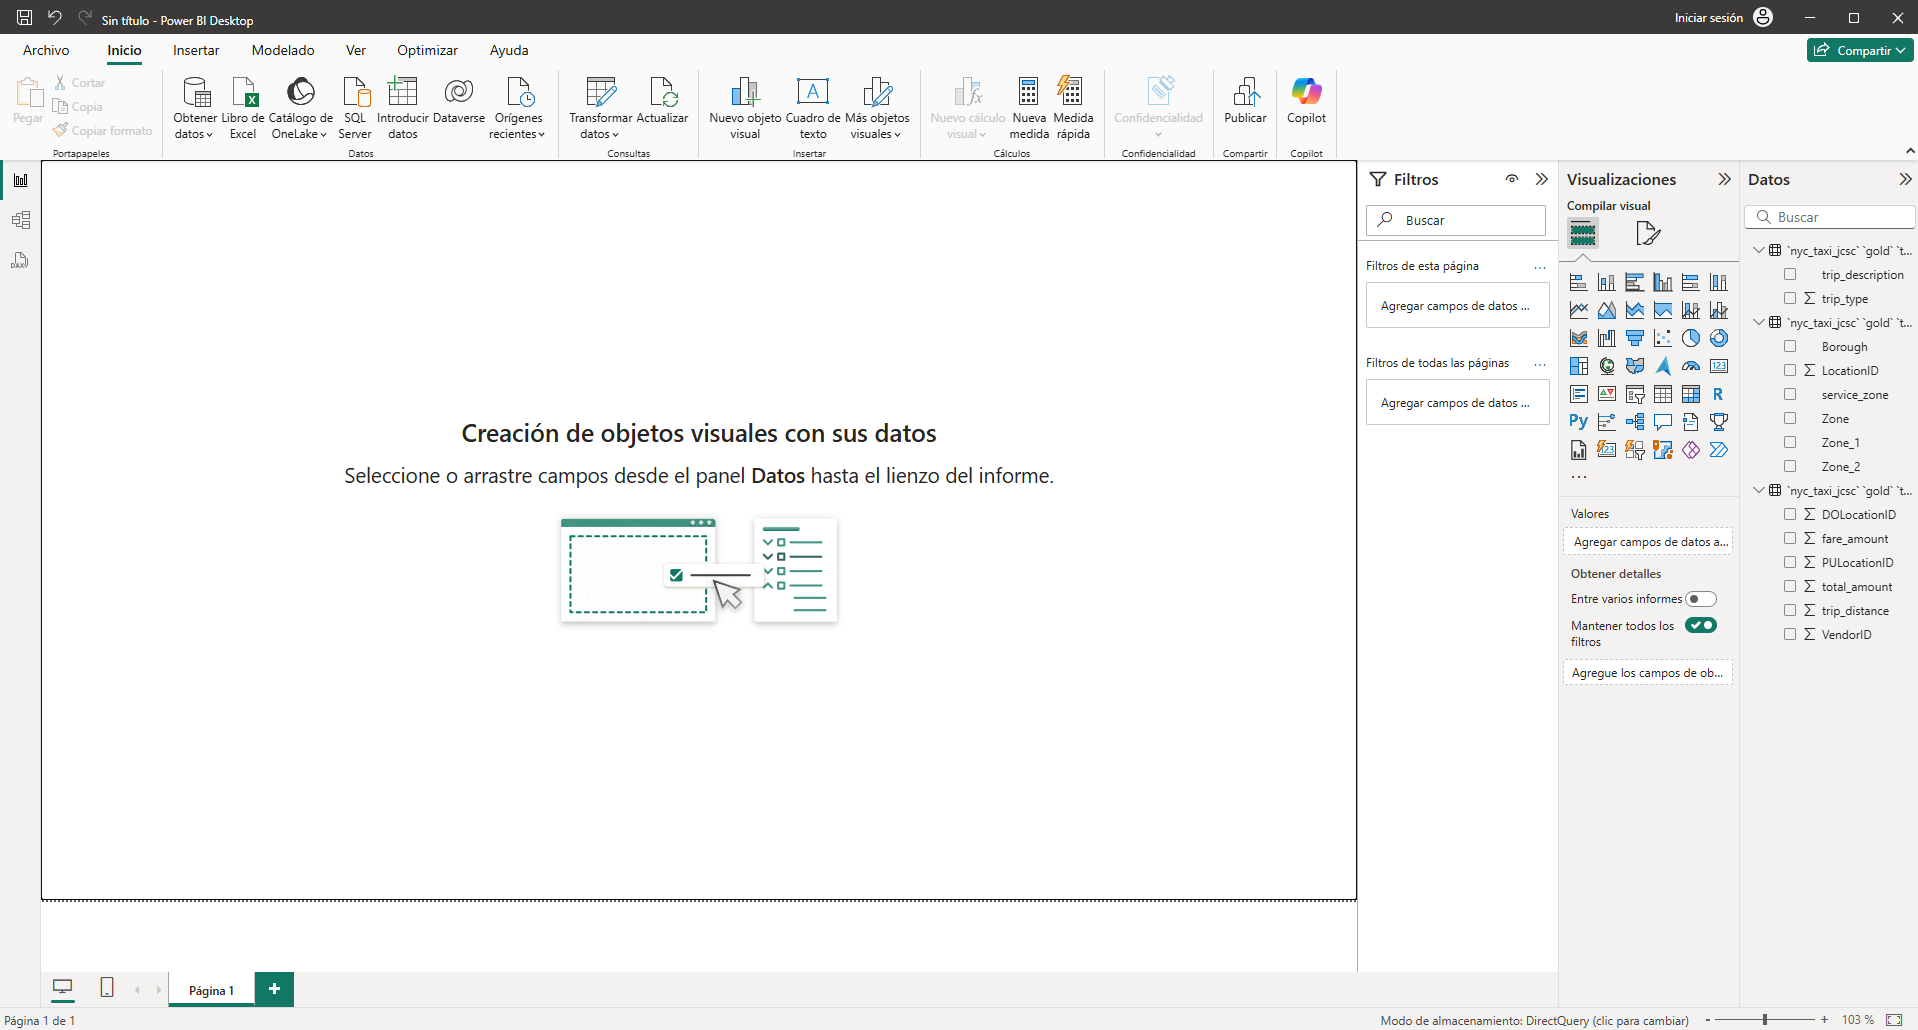 Sin título - Power BI Desktop
Iniciar sesión
Archivo
Inicio
Insertar
Modelado
Ver
Optimizar
Ayuda
Compartir
Pegar
Cortar
Copia
Copiar formato
Portapapeles
Obtener datos
Libro de Excel
Catálogo de OneLake
SQL Server
Introducir datos
Dataverse
Orígenes recientes
Datos
Transformar datos
Actualizar
Consultas
Nuevo objeto visual
Cuadro de texto
Más objetos visuales
Insertar
Nuevo cálculo visual
Nueva medida
Medida rápida
Cálculos
Confidencialidad
Confidencialidad
Publicar
Compartir
Copilot
Copilot
Creación de objetos visuales con sus datos
Seleccione o arrastre campos desde el panel Datos hasta el lienzo del informe.
Filtros
Buscar
Filtros de esta página
...
Agregar campos de datos ...
Filtros de todas las páginas
...
Agregar campos de datos ...
Visualizaciones
Compilar visual
123
R
Py
123
...
Valores
Agregar campos de datos a...
Obtener detalles
Entre varios informes
Mantener todos los
filtros
Agregue los campos de ob...
Datos
Buscar
`nyc_taxi_jcsc` `gold` `t...
trip_description
trip_type
`nyc_taxi_jcsc` `gold` `t...
Borough
LocationID
service_zone
Zone
Zone_1
Zone_2
`nyc_taxi_jcsc` `gold` `t...
DOLocationID
fare_amount
PULocationID
total_amount
trip_distance
VendorID
Página 1
+
Página 1 de 1
Modo de almacenamiento: DirectQuery (clic para cambiar)
- + 103 %